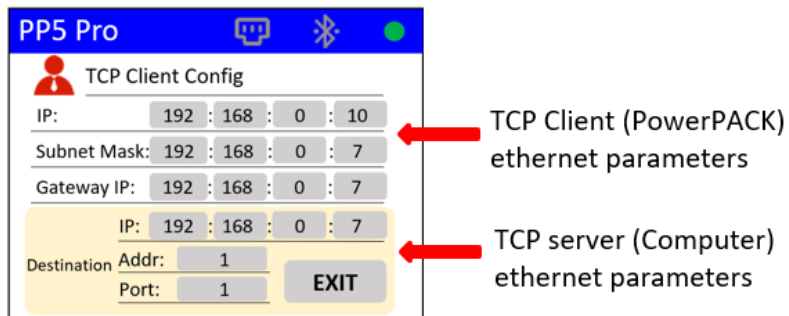 PP5 Pro
TCP Client Config
IP: 192 : 168 : 0 : 10
Subnet Mask: 192 : 168 : 0 : 7
Gateway IP: 192 : 168 : 0 : 7
IP: 192 : 168 : 0 : 7
Destination Addr: 1
Port: 1
EXIT
TCP Client (PowerPACK)
ethernet parameters
TCP server (Computer)
ethernet parameters